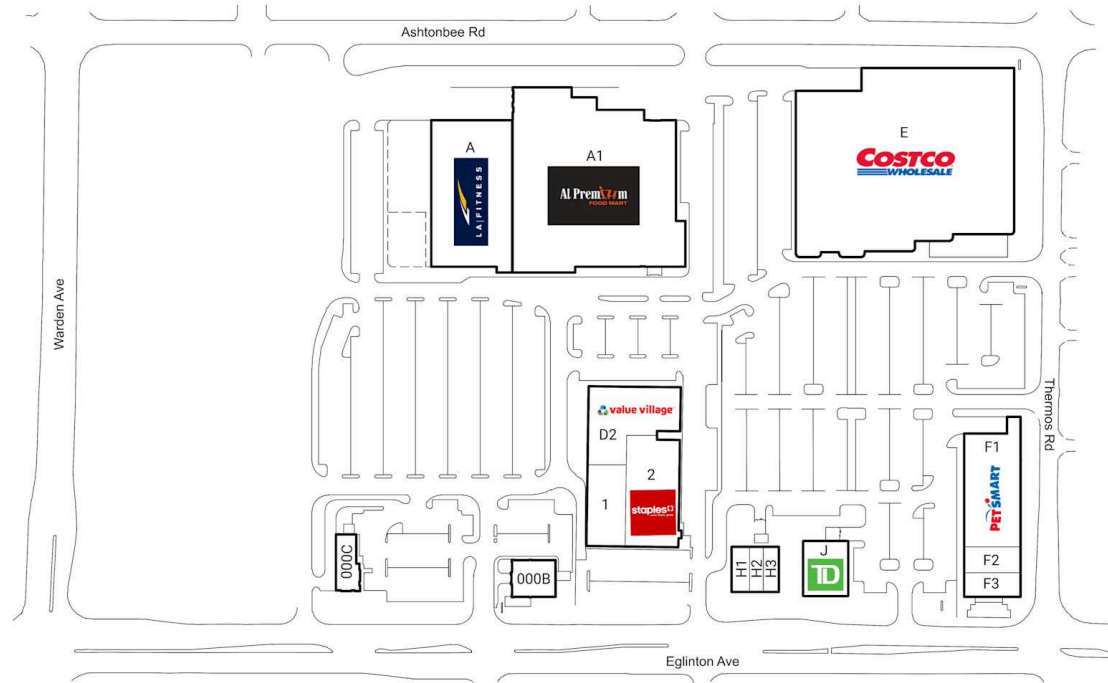 Ashtonbee Rd
Warden Ave
A
LA|FITNESS
A1
Al Premium
FOOD MART
E
COSTCO
WHOLESALE
Thermos Rd
value village
D2
1
2
staples
F1
PETSMART
F2
F3
000C
000B
H1
H2
H3
J
TD
Eglinton Ave